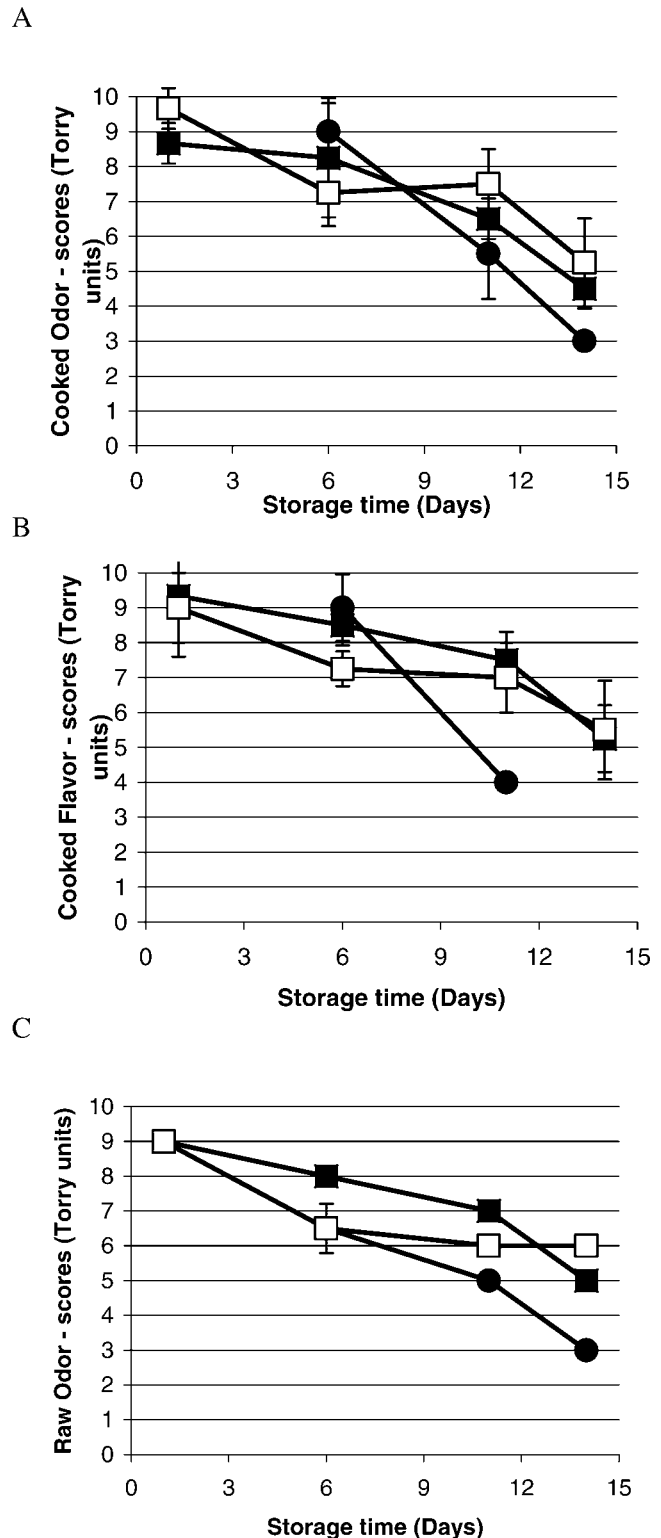 A
Cooked Odor - scores (Torry
units)
10
9
8
7
6
5
4
3
2
1
0
0 3 6 9 12 15
Storage time (Days)
B
Cooked Flavor - scores (Torry
units)
10
9
8
7
6
5
4
3
2
1
0
0 3 6 9 12 15
Storage time (Days)
C
Raw Odor - scores (Torry units)
10
9
8
7
6
5
4
3
2
1
0
0 3 6 9 12 15
Storage time (Days)